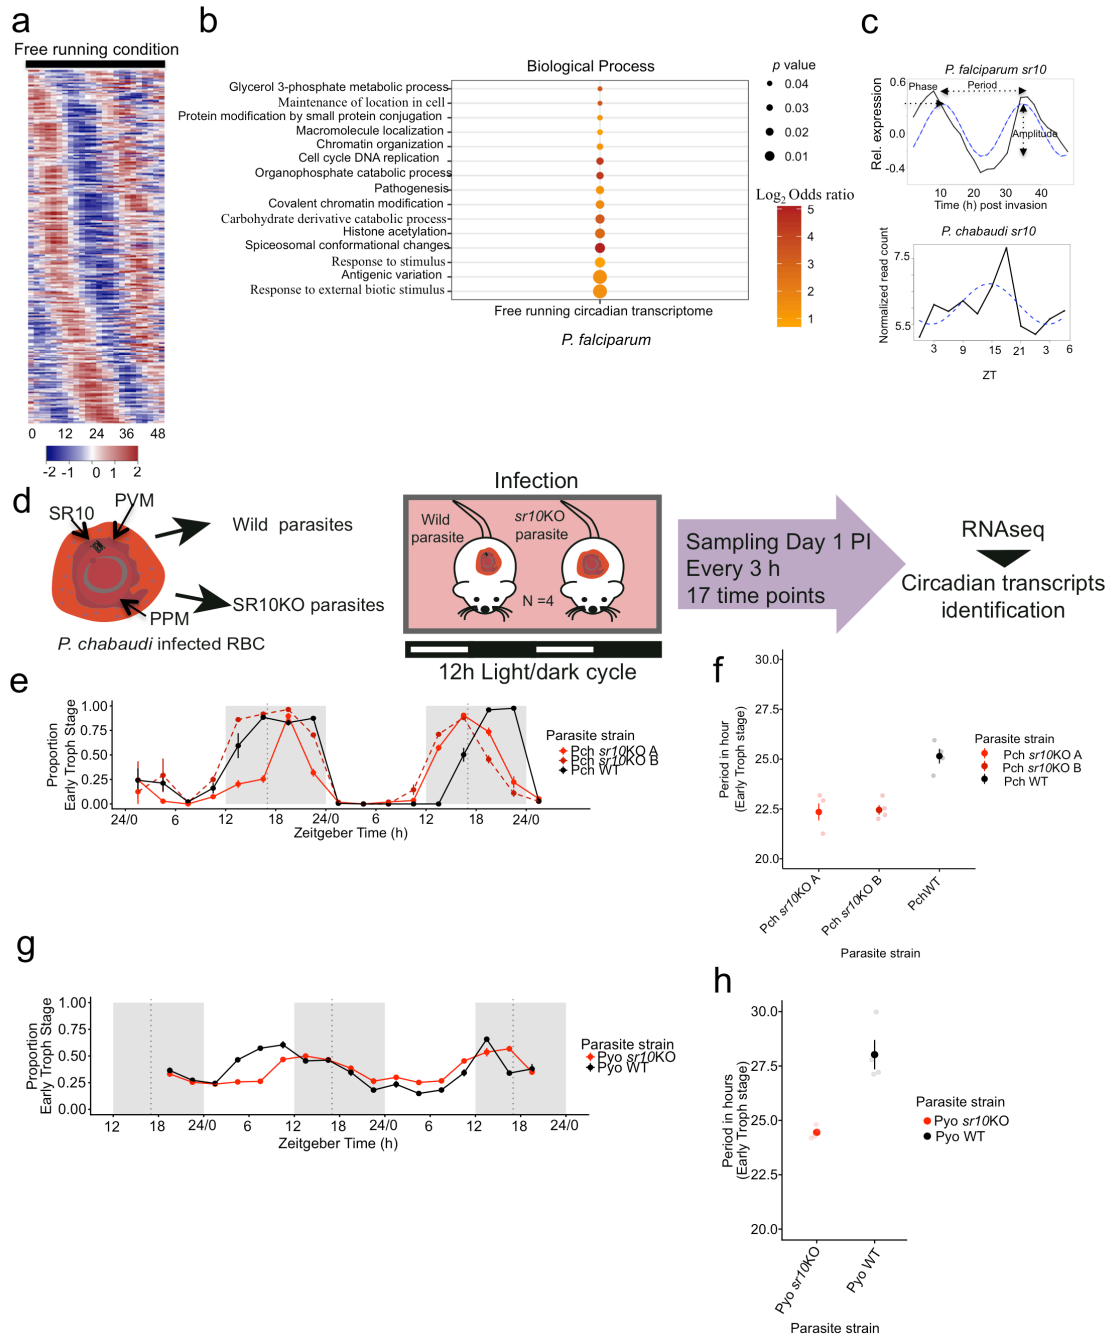 a
Free running condition
0 12 24 36 48
-2 -1 0 1 2
b
Biological Process
Glycerol 3-phosphate metabolic process
Maintenance of location in cell
Protein modification by small protein conjugation
Macromolecule localization
Chromatin organization
Cell cycle DNA replication
Organophosphate catabolic process
Pathogenesis
Covalent chromatin modification
Carbohydrate derivative catabolic process
Histone acetylation
Spiceosomal conformational changes
Response to stimulus
Antigenic variation
Response to external biotic stimulus
Free running circadian transcriptome
P. falciparum
p value
0.04
0.03
0.02
0.01
Log2 Odds ratio
5
4
3
2
1
c
P. falciparum sr10
Rel. expression
0.6
0.0
-0.4
Phase
Period
Amplitude
10 20 30 40
Time (h) post invasion
P. chabaudi sr10
Normalized read count
7.5
5.5
3 9 15 21 3 6
ZT
d
SR10
PVM
PPM
P. chabaudi infected RBC
Wild parasites
SR10KO parasites
Infection
Wild parasite
sr10KO parasite
N =4
12h Light/dark cycle
Sampling Day 1 PI
Every 3 h
17 time points
RNAseq
Circadian transcripts
identification
e
Proportion
Early Troph Stage
1.00
0.75
0.50
0.25
0.00
24/0 6 12 18 24/0 6 12 18 24/0
Zeitgeber Time (h)
Parasite strain
Pch sr10KO A
Pch sr10KO B
Pch WT
f
Period in hour
(Early Troph stage)
30.0
27.5
25.0
22.5
20.0
Pch sr10KO A
Pch sr10KO B
PchWT
Parasite strain
Parasite strain
Pch sr10KO A
Pch sr10KO B
Pch WT
g
Proportion
Early Troph Stage
1.00
0.75
0.50
0.25
0.00
12 18 24/0 6 12 18 24/0 6 12 18 24/0
Zeitgeber Time (h)
Parasite strain
Pyo sr10KO
Pyo WT
h
Period in hours
(Early Troph stage)
30.0
27.5
25.0
22.5
20.0
Pyo sr10KO
Pyo WT
Parasite strain
Parasite strain
Pyo sr10KO
Pyo WT